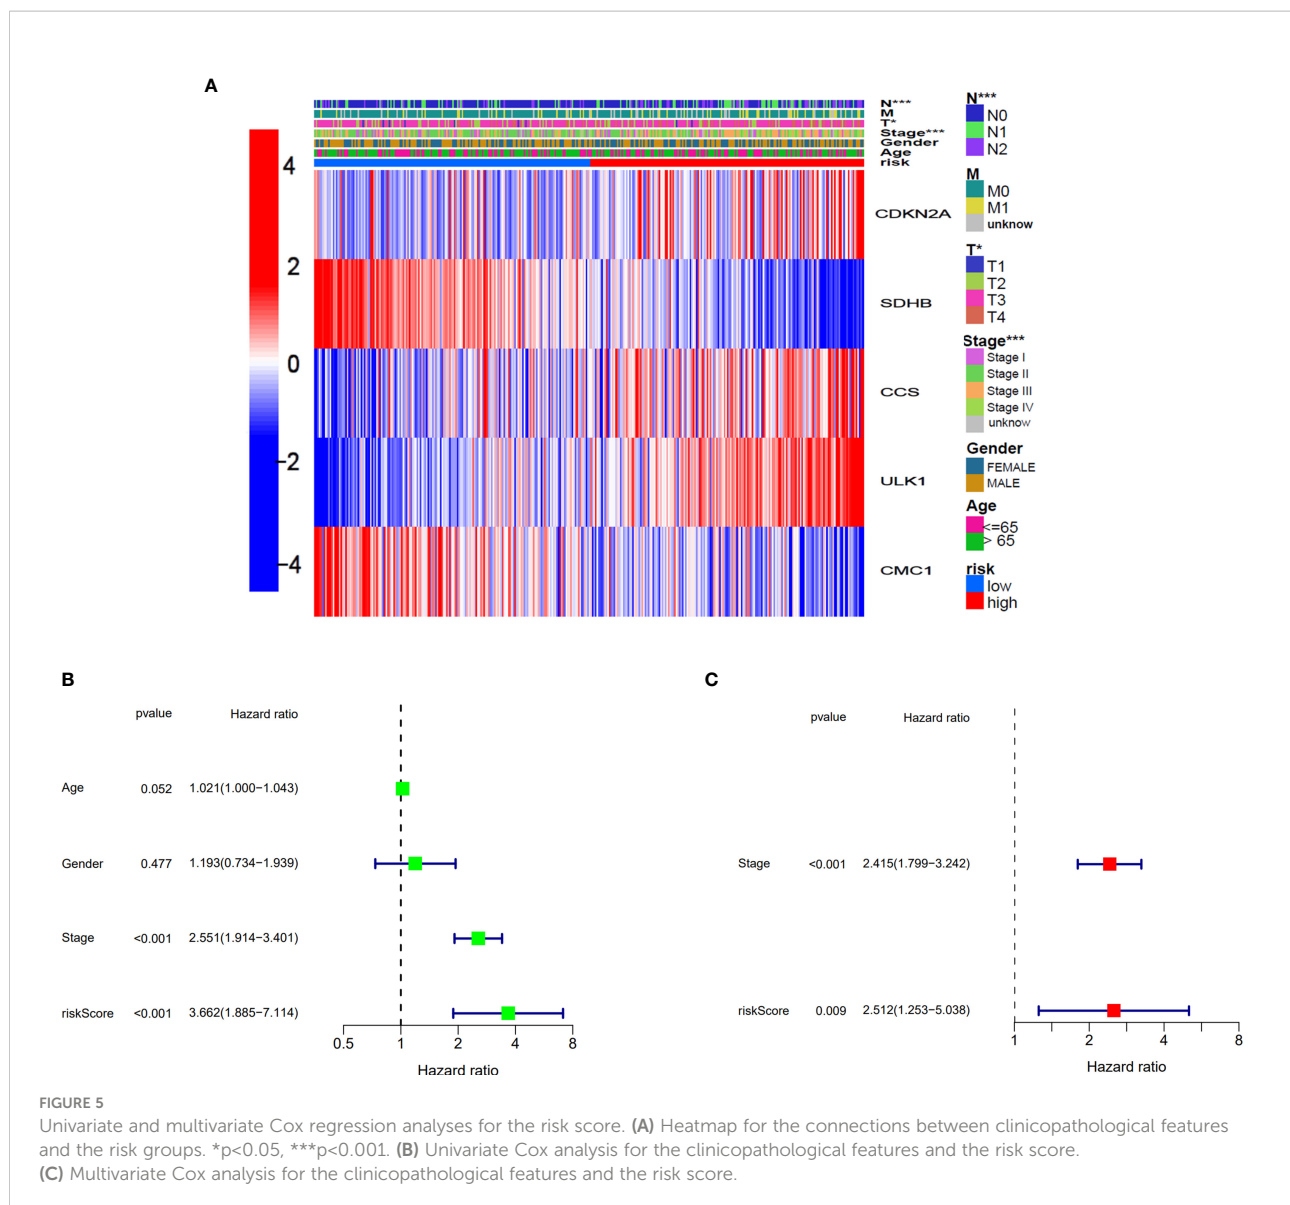 A
4
2
0
-2
-4
N***
M
T*
Stage***
Gender
Age
risk
CDKN2A
SDHB
CCS
ULK1
CMC1
N***
N0
N1
N2
M
M0
M1
unknow
T*
T1
T2
T3
T4
Stage***
Stage I
Stage II
Stage III
Stage IV
unknow
Gender
FEMALE
MALE
Age
<=65
> 65
risk
low
high
B
pvalue Hazard ratio
Age 0.052 1.021(1.000−1.043)
Gender 0.477 1.193(0.734−1.939)
Stage <0.001 2.551(1.914−3.401)
riskScore <0.001 3.662(1.885−7.114)
0.5 1 2 4 8
Hazard ratio
C
pvalue Hazard ratio
Stage <0.001 2.415(1.799−3.242)
riskScore 0.009 2.512(1.253−5.038)
1 2 4 8
Hazard ratio
FIGURE 5
Univariate and multivariate Cox regression analyses for the risk score. (A) Heatmap for the connections between clinicopathological features
and the risk groups. *p<0.05, ***p<0.001. (B) Univariate Cox analysis for the clinicopathological features and the risk score.
(C) Multivariate Cox analysis for the clinicopathological features and the risk score.